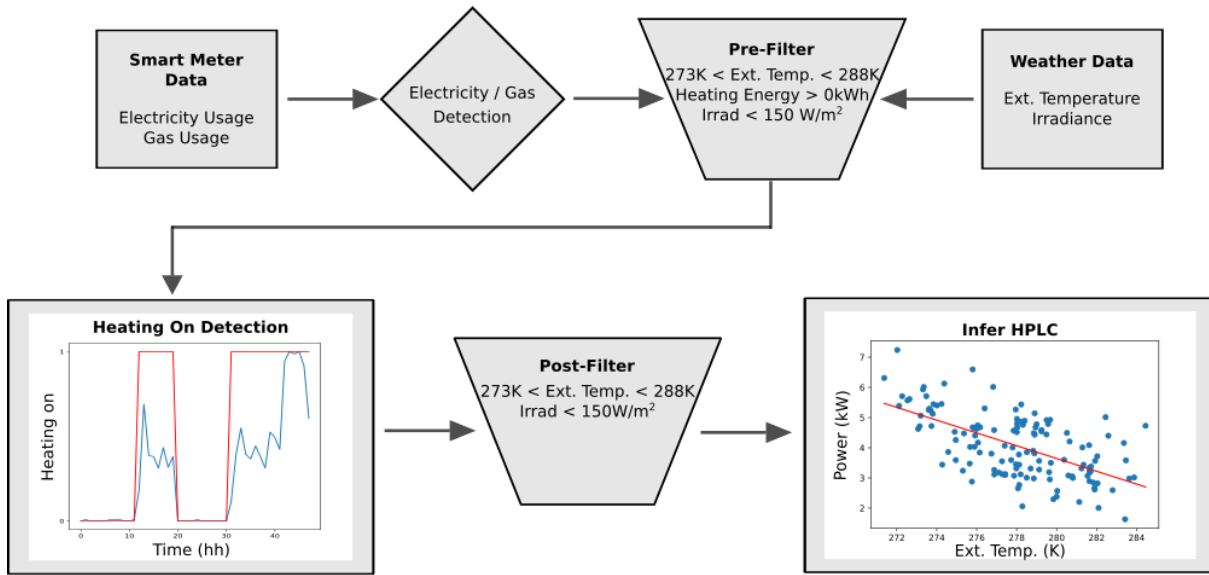 Smart Meter
Data
Electricity Usage
Gas Usage
Electricity / Gas
Detection
Pre-Filter
273K < Ext. Temp. < 288K
Heating Energy > 0kWh
Irrad < 150 W/m²
Weather Data
Ext. Temperature
Irradiance
Heating On Detection
Heating on
1
0
0 10 20 30 40
Time (hh)
Post-Filter
273K < Ext. Temp. < 288K
Irrad < 150W/m²
Infer HPLC
Power (kW)
7
6
5
4
3
2
272 274 276 278 280 282 284
Ext. Temp. (K)